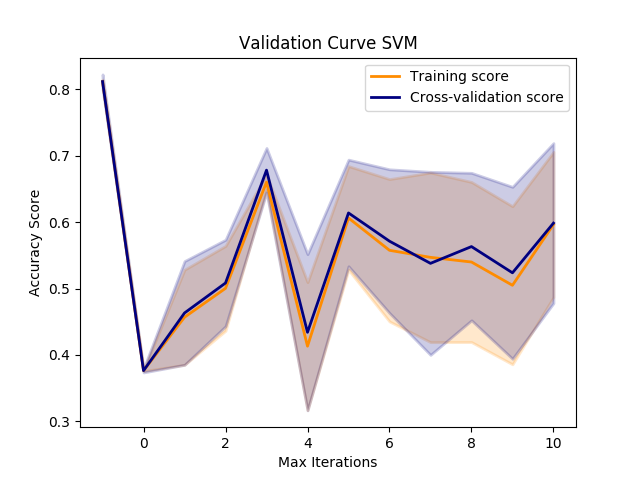 Validation Curve SVM
Training score
Cross-validation score
Accuracy Score
0.8
0.7
0.6
0.5
0.4
0.3
0 2 4 6 8 10
Max Iterations